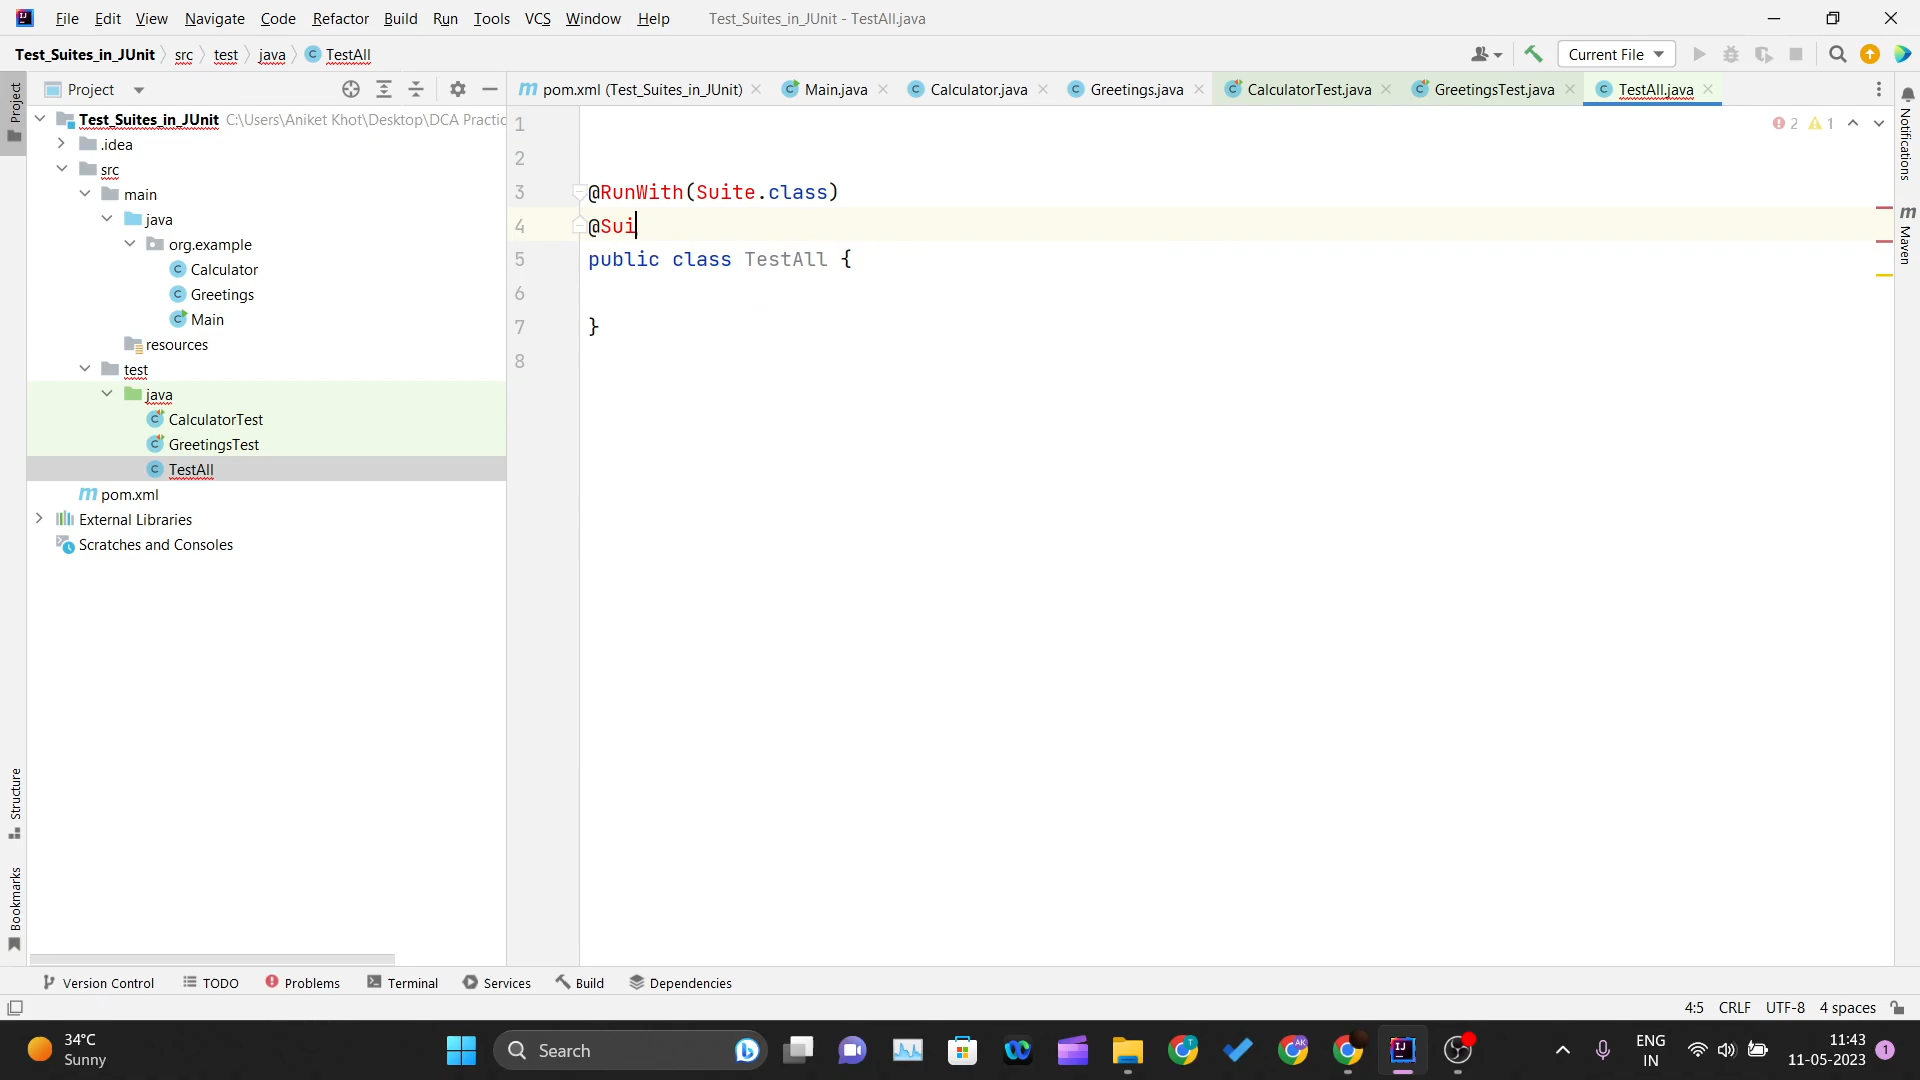 File Edit View Navigate Code Refactor Build Run Tools VCS Window Help Test_Suites_in_JUnit - TestAll.java
Test_Suites_in_JUnit src test java TestAll Current File
Project
pom.xml (Test_Suites_in_JUnit) Main.java Calculator.java Greetings.java CalculatorTest.java GreetingsTest.java TestAll.java
Project
Structure
Bookmarks
Test_Suites_in_JUnit C:\Users\Aniket Khot\Desktop\DCA Practic
.idea
src
main
java
org.example
Calculator
Greetings
Main
resources
test
java
CalculatorTest
GreetingsTest
TestAll
pom.xml
External Libraries
Scratches and Consoles
1
2
3 @RunWith(Suite.class)
4 @Sui
5 public class TestAll {
6
7 }
8
2 1
Notifications
Maven
Version Control TODO Problems Terminal Services Build Dependencies
4:5 CRLF UTF-8 4 spaces
34°C
Sunny
Search
ENG
IN
11:43
11-05-2023
1